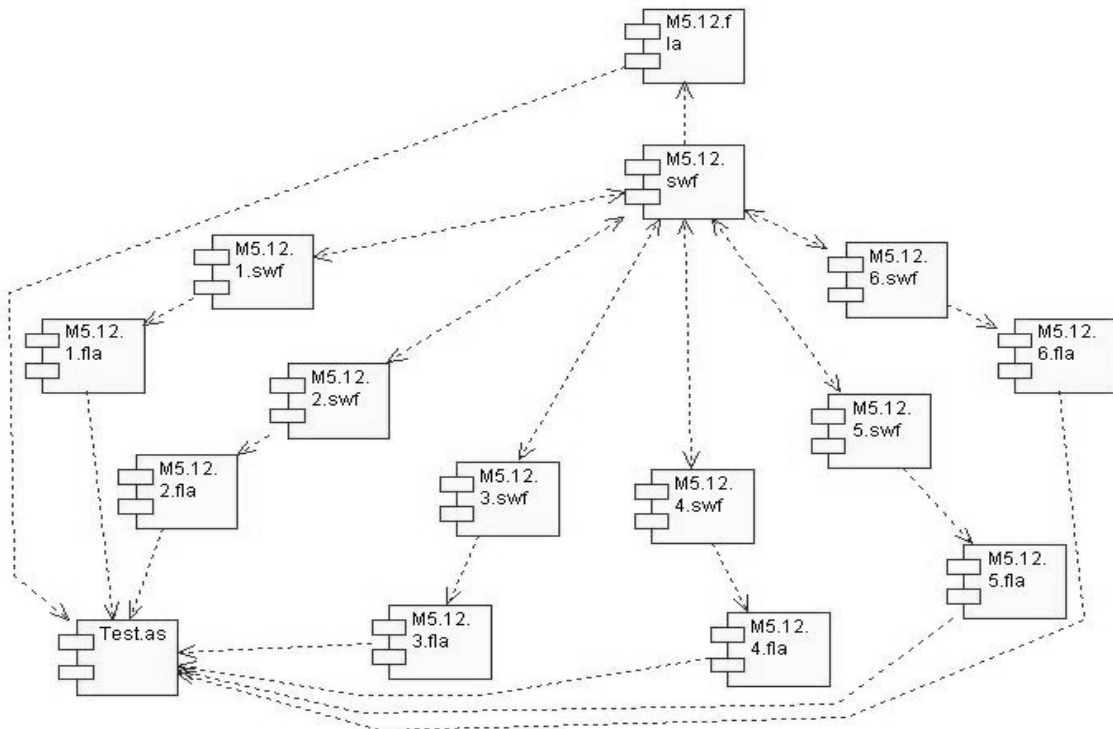 M5.12.f
la
M5.12.
swf
M5.12.
1.swf
M5.12.
6.swf
M5.12.
1.fla
M5.12.
6.fla
M5.12.
2.swf
M5.12.
5.swf
M5.12.
2.fla
M5.12.
3.swf
M5.12.
4.swf
M5.12.
5.fla
Test.as
M5.12.
3.fla
M5.12.
4.fla